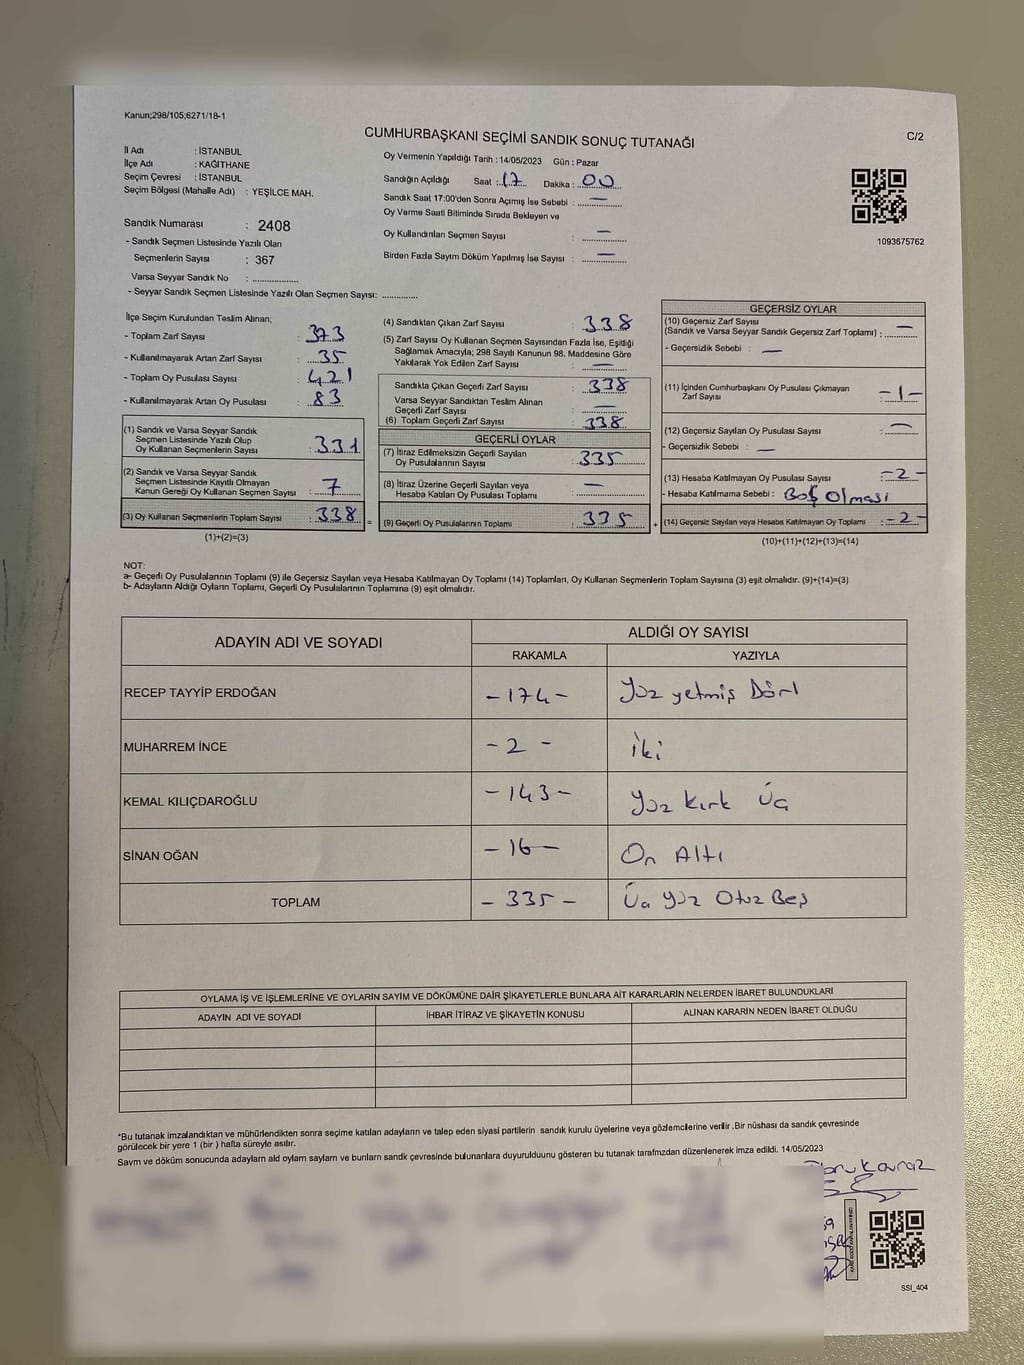 Kanun;298/105;6271/18-1
CUMHURBAŞKANI SEÇİMİ SANDIK SONUÇ TUTANAĞI
C/2
İl Adı : İSTANBUL
İlçe Adı : KAĞITHANE
Seçim Çevresi : İSTANBUL
Seçim Bölgesi (Mahalle Adı) : YEŞİLCE MAH.
Sandık Numarası : 2408
- Sandık Seçmen Listesinde Yazılı Olan
Seçmenlerin Sayısı : 367
Varsa Seyyar Sandık No : ..................
- Seyyar Sandık Seçmen Listesinde Yazılı Olan Seçmen Sayısı: ..............
Oy Vermenin Yapıldığı Tarih : 14/05/2023 Gün : Pazar
Sandığın Açıldığı Saat : 17 Dakika : 00
Sandık Saat 17:00'den Sonra Açılmış İse Sebebi : —
Oy Verme Saati Bitiminde Sırada Bekleyen ve
Oy Kullandırılan Seçmen Sayısı : —
Birden Fazla Sayım Döküm Yapılmış İse Sayısı : —
1093675762
İlçe Seçim Kurulundan Teslim Alınan;
- Toplam Zarf Sayısı : 373
- Kullanılmayarak Artan Zarf Sayısı : 35
- Toplam Oy Pusulası Sayısı : 421
- Kullanılmayarak Artan Oy Pusulası : 83
(1) Sandık ve Varsa Seyyar Sandık
Seçmen Listesinde Yazılı Olup
Oy Kullanan Seçmenlerin Sayısı : 331
(2) Sandık ve Varsa Seyyar Sandık
Seçmen Listesinde Kayıtlı Olmayan
Kanun Gereği Oy Kullanan Seçmen Sayısı : 7
(3) Oy Kullanan Seçmenlerin Toplam Sayısı : 338
(1)+(2)=(3)
(4) Sandıktan Çıkan Zarf Sayısı : 338
(5) Zarf Sayısı Oy Kullanan Seçmen Sayısından Fazla İse, Eşitliği
Sağlamak Amacıyla; 298 Sayılı Kanunun 98. Maddesine Göre
Yakılarak Yok Edilen Zarf Sayısı : —
Sandıkta Çıkan Geçerli Zarf Sayısı : 338
Varsa Seyyar Sandıktan Teslim Alınan
Geçerli Zarf Sayısı : —
(6) Toplam Geçerli Zarf Sayısı : 338
GEÇERLİ OYLAR
(7) İtiraz Edilmeksizin Geçerli Sayılan
Oy Pusulalarının Sayısı : 335
(8) İtiraz Üzerine Geçerli Sayılan veya
Hesaba Katılan Oy Pusulası Toplamı : —
= (9) Geçerli Oy Pusulalarının Toplamı : 335 +
GEÇERSİZ OYLAR
(10) Geçersiz Zarf Sayısı
(Sandık ve Varsa Seyyar Sandık Geçersiz Zarf Toplamı) : —
- Geçersizlik Sebebi : —
(11) İçinden Cumhurbaşkanı Oy Pusulası Çıkmayan
Zarf Sayısı : -1-
(12) Geçersiz Sayılan Oy Pusulası Sayısı : —
- Geçersizlik Sebebi : —
(13) Hesaba Katılmayan Oy Pusulası Sayısı : -2-
- Hesaba Katılmama Sebebi : Boş Olması
(14) Geçersiz Sayılan veya Hesaba Katılmayan Oy Toplamı : -2-
(10)+(11)+(12)+(13)=(14)
NOT:
a- Geçerli Oy Pusulalarının Toplamı (9) ile Geçersiz Sayılan veya Hesaba Katılmayan Oy Toplamı (14) Toplamları, Oy Kullanan Seçmenlerin Toplam Sayısına (3) eşit olmalıdır. (9)+(14)=(3)
b- Adayların Aldığı Oyların Toplamı, Geçerli Oy Pusulalarının Toplamına (9) eşit olmalıdır.
ADAYIN ADI VE SOYADI
ALDIĞI OY SAYISI
RAKAMLA YAZIYLA
RECEP TAYYİP ERDOĞAN -174- Yüz yetmiş Dört
MUHARREM İNCE -2- iki
KEMAL KILIÇDAROĞLU -143- Yüz kırk Üç
SİNAN OĞAN -16- On Altı
TOPLAM -335- Üç yüz Otuz Beş
OYLAMA İŞ VE İŞLEMLERİNE VE OYLARIN SAYIM VE DÖKÜMÜNE DAİR ŞİKAYETLERLE BUNLARA AİT KARARLARIN NELERDEN İBARET BULUNDUKLARI
ADAYIN ADI VE SOYADI İHBAR İTİRAZ VE ŞİKAYETİN KONUSU ALINAN KARARIN NEDEN İBARET OLDUĞU
*Bu tutanak imzalandıktan ve mühürlendikten sonra seçime katılan adayların ve talep eden siyasi partilerin sandık kurulu üyelerine veya gözlemcilerine verilir .Bir nüshası da sandık çevresinde
görülecek bir yere 1 (bir ) hafta süreyle asılır.
Sayım ve döküm sonucunda adayların ald oyların sayların ve bunların sandk çevresinde bulunanlara duyurulduunu gösteren bu tutanak tarafmzdan düzenlenerek imza edildi. 14/05/2023
SSI_404